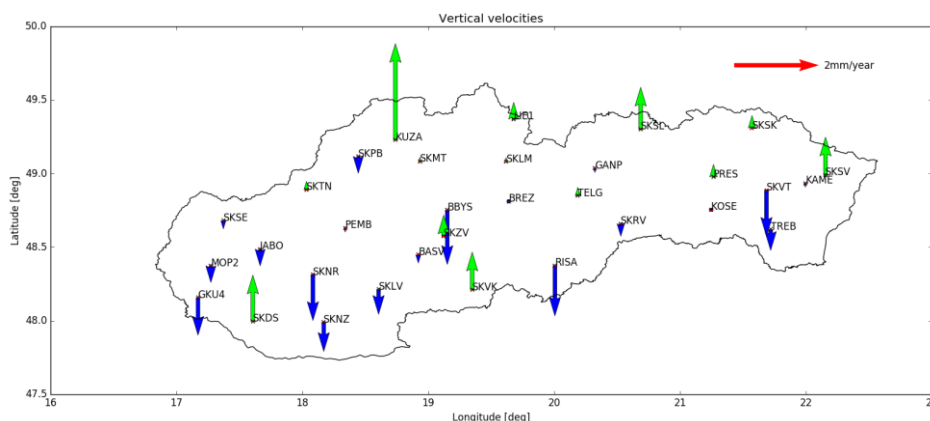 Vertical velocities
50.0
2mm/year
49.5
LIE1
SKSL
SKSK
KUZA
SKPB
SKMT
SKLM
GANP
49.0
PRES
SKSV
SKTN
KAME
TELG
SKVT
BREZ
BBYS
KOSE
SKSE
PEMB
SKRV
TREB
SKZV
48.5
JABO
BASV
MOP2
RISA
SKNR
SKLV
SKVK
GKU4
48.0
SKDS
SKNZ
47.5
16
17
18
19
20
21
22
Latitude [deg]
Longitude [deg]